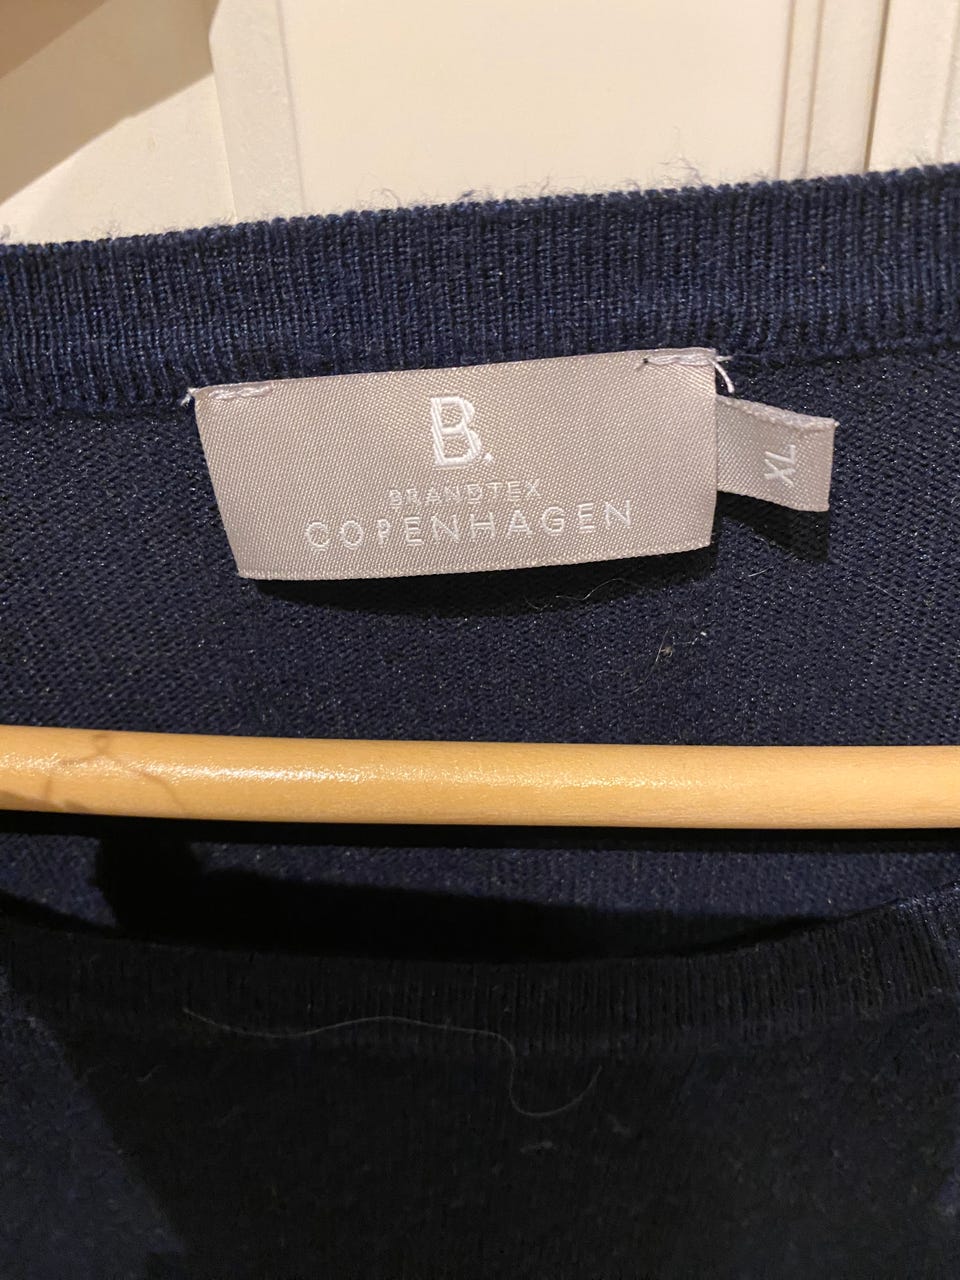 B.
BRANDTEX
COPENHAGEN
XL